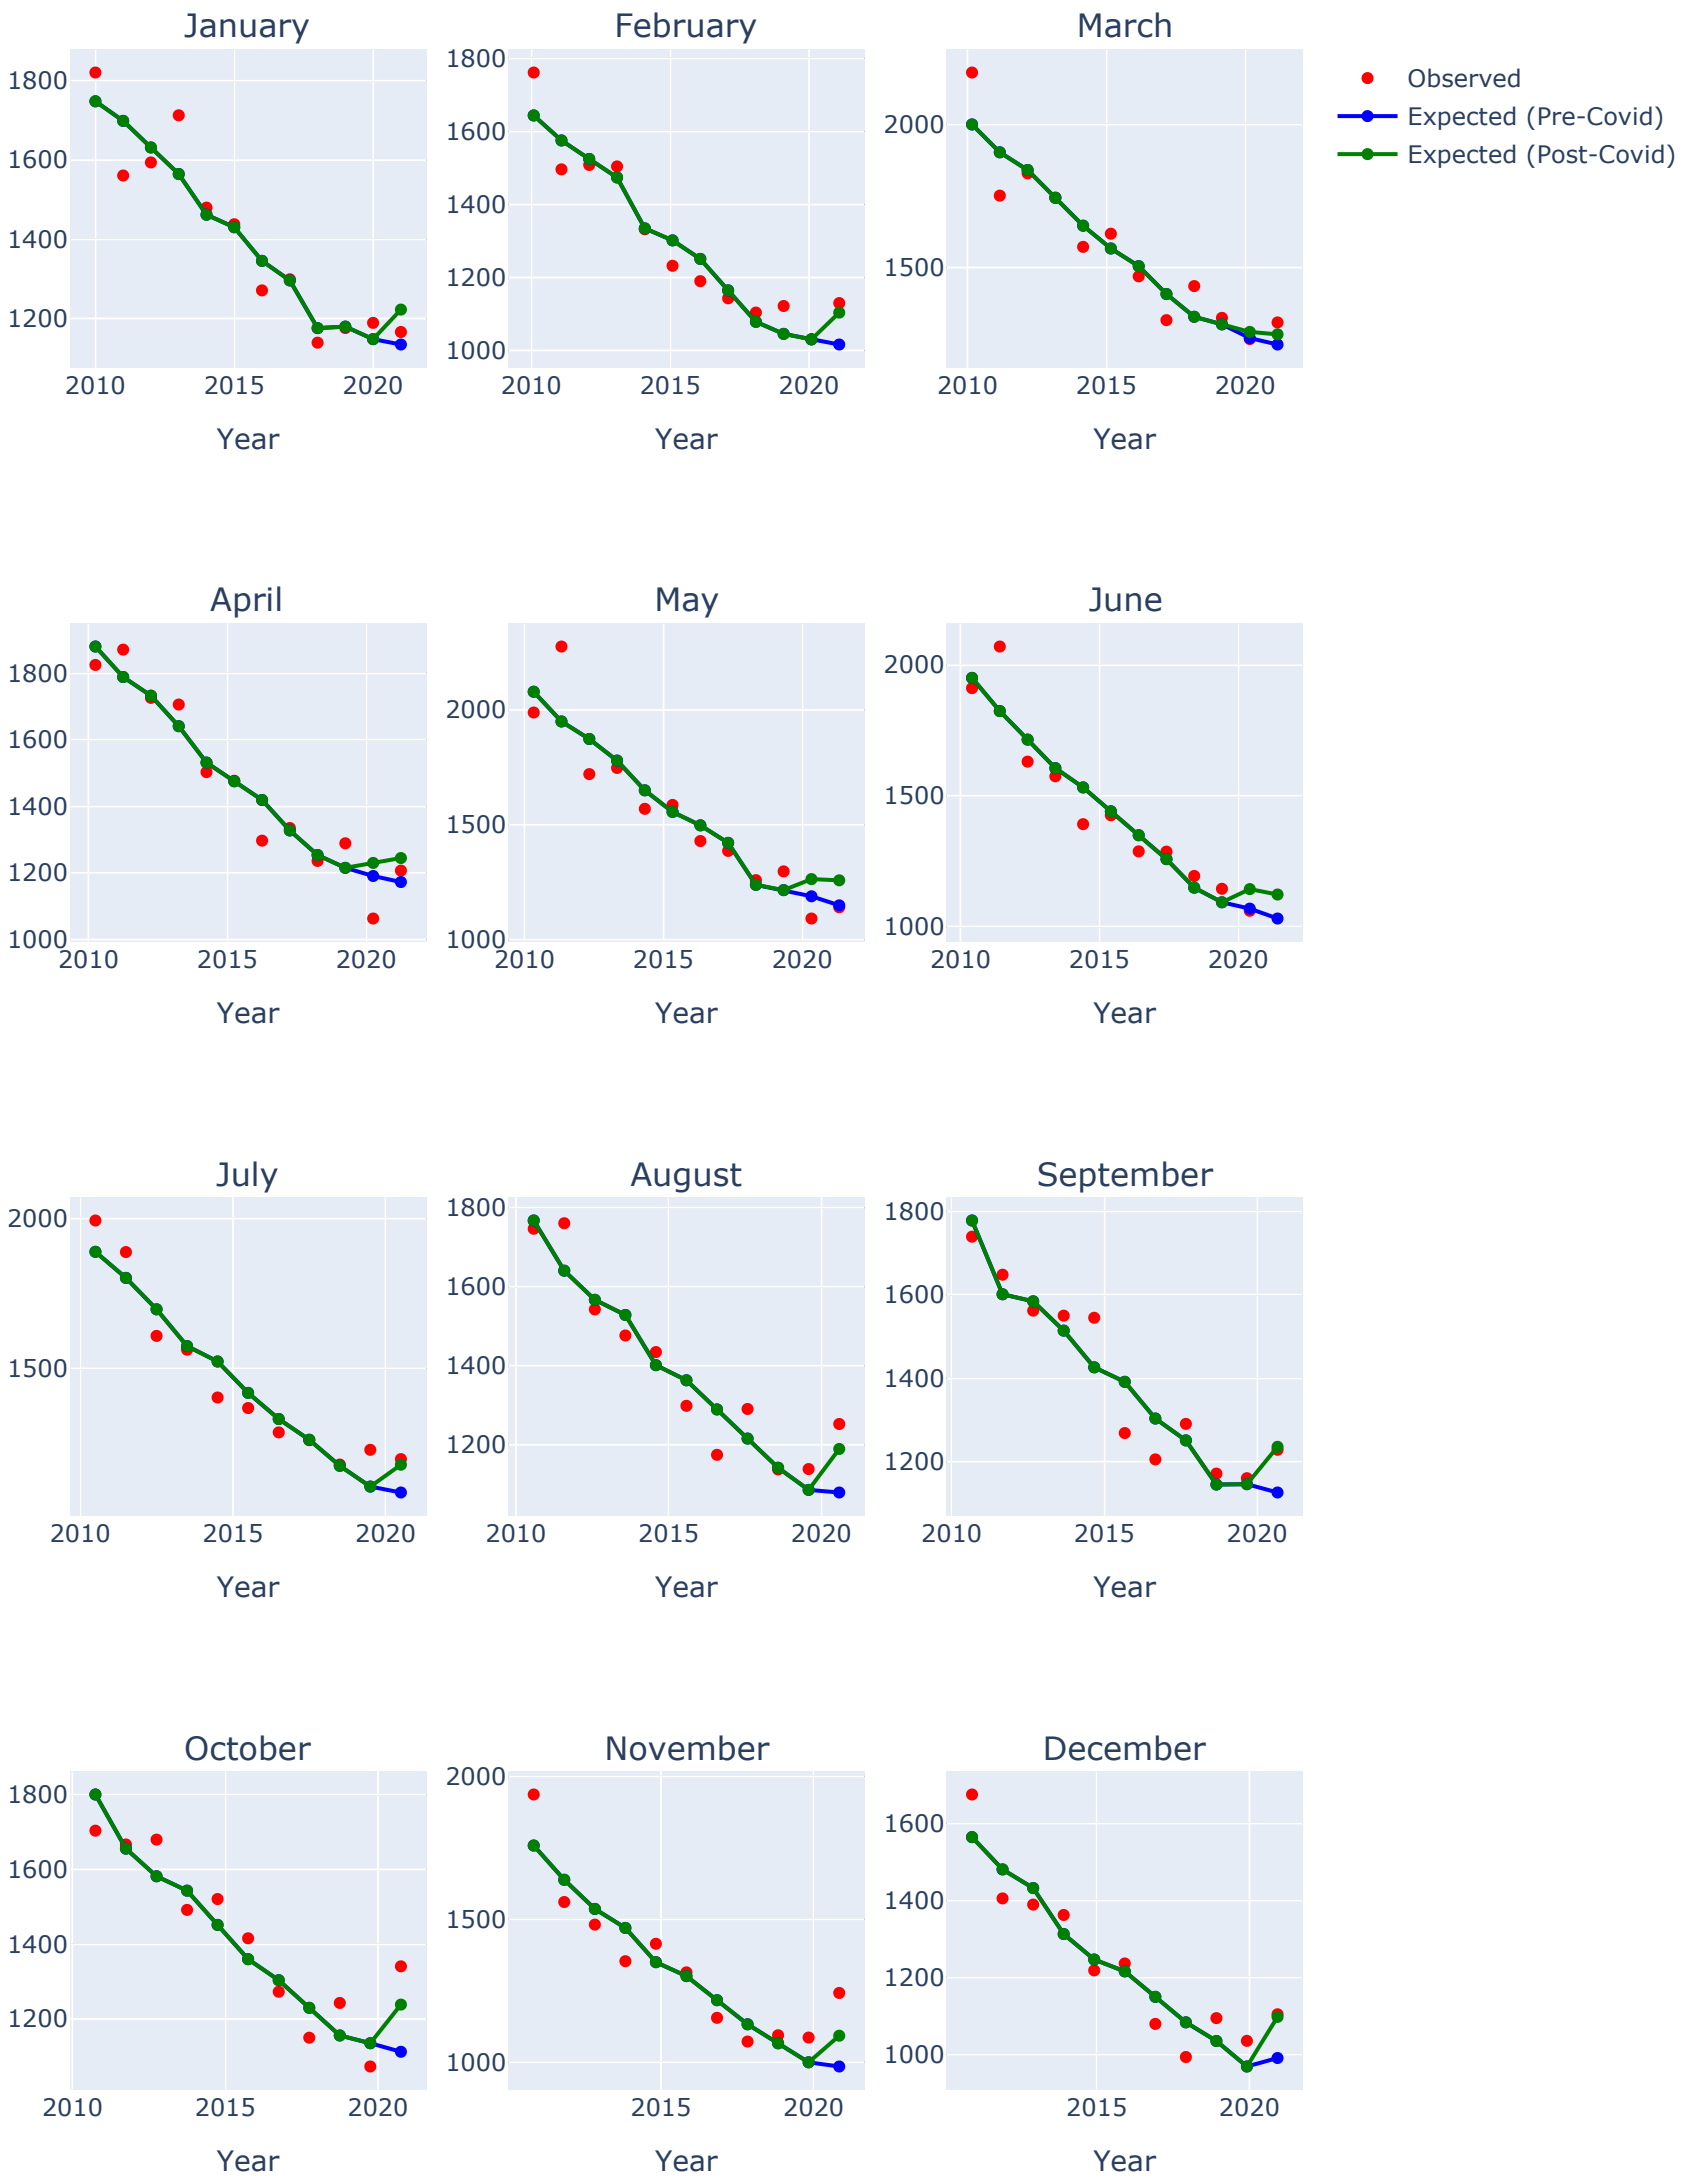 January
February
March
1800
1600
1400
1200
2010
2015
2020
Year
1800
1600
1400
1200
1000
2010
2015
2020
Year
2000
1500
2010
2015
2020
Year
Observed
Expected (Pre-Covid)
Expected (Post-Covid)
April
May
June
1800
1600
1400
1200
1000
2010
2015
2020
Year
2000
1500
1000
2010
2015
2020
Year
2000
1500
1000
2010
2015
2020
Year
July
August
September
2000
1500
2010
2015
2020
Year
1800
1600
1400
1200
2010
2015
2020
Year
1800
1600
1400
1200
2010
2015
2020
Year
October
November
December
1800
1600
1400
1200
2010
2015
2020
Year
2000
1500
1000
2015
2020
Year
1600
1400
1200
1000
2015
2020
Year